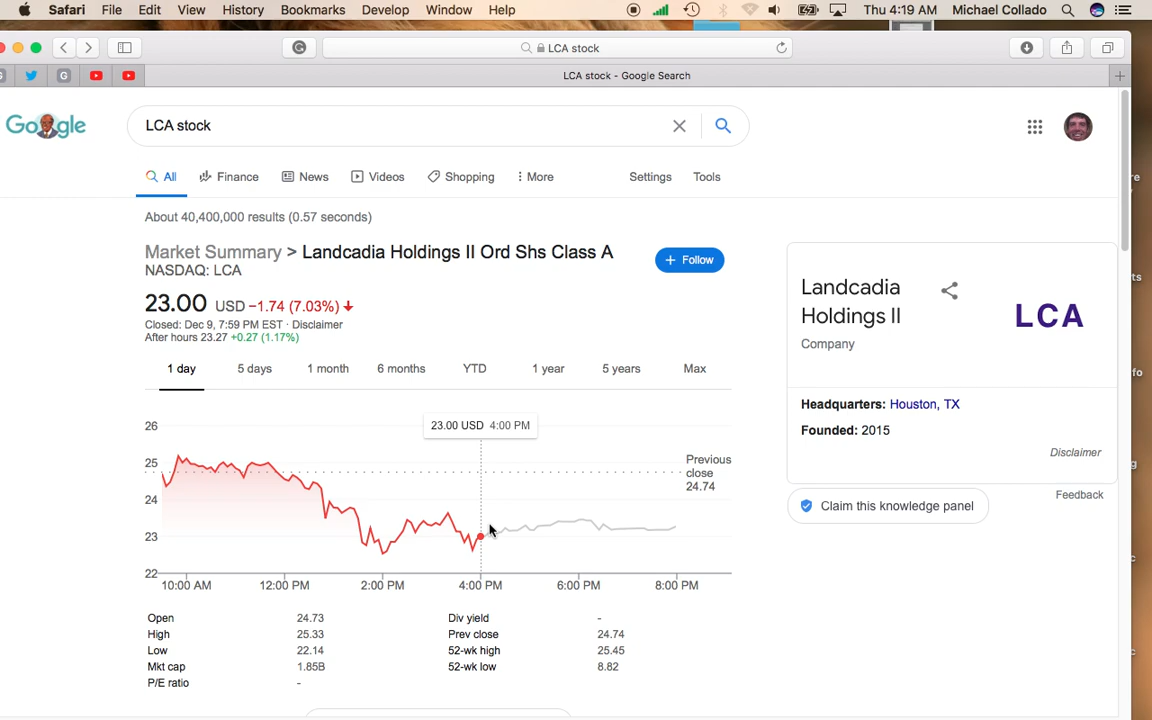 Safari File Edit View History Bookmarks Develop Window Help Thu 4:19 AM Michael Collado
LCA stock
LCA stock - Google Search
Google LCA stock
All Finance News Videos Shopping More Settings Tools
About 40,400,000 results (0.57 seconds)
Market Summary > Landcadia Holdings II Ord Shs Class A
NASDAQ: LCA
+ Follow
23.00 USD −1.74 (7.03%)
Closed: Dec 9, 7:59 PM EST · Disclaimer
After hours 23.27 +0.27 (1.17%)
1 day 5 days 1 month 6 months YTD 1 year 5 years Max
23.00 USD 4:00 PM
26
25
24
23
22
Previous
close
24.74
10:00 AM 12:00 PM 2:00 PM 4:00 PM 6:00 PM 8:00 PM
Open 24.73 Div yield -
High 25.33 Prev close 24.74
Low 22.14 52-wk high 25.45
Mkt cap 1.85B 52-wk low 8.82
P/E ratio -
Landcadia
Holdings II
Company
LCA
Headquarters: Houston, TX
Founded: 2015
Disclaimer
Feedback
Claim this knowledge panel